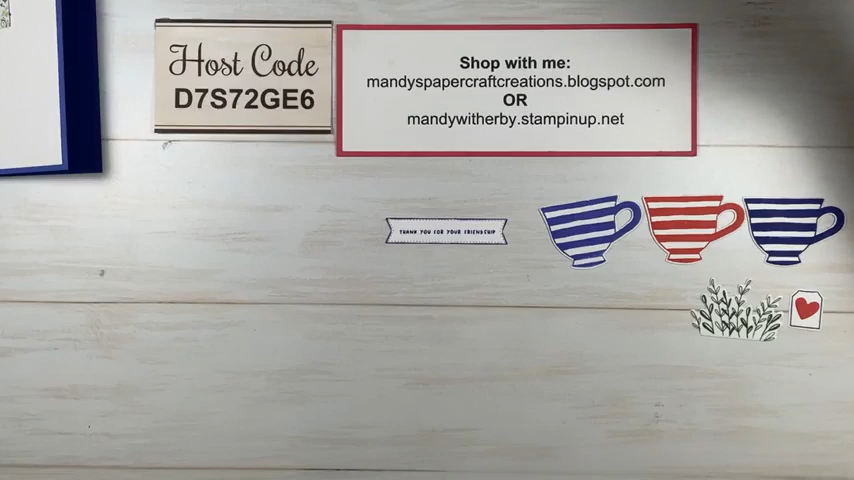 Host Code
D7S72GE6
Shop with me:
mandyspapercraftcreations.blogspot.com
OR
mandywitherby.stampinup.net
THANK YOU FOR YOUR FRIENDSHIP